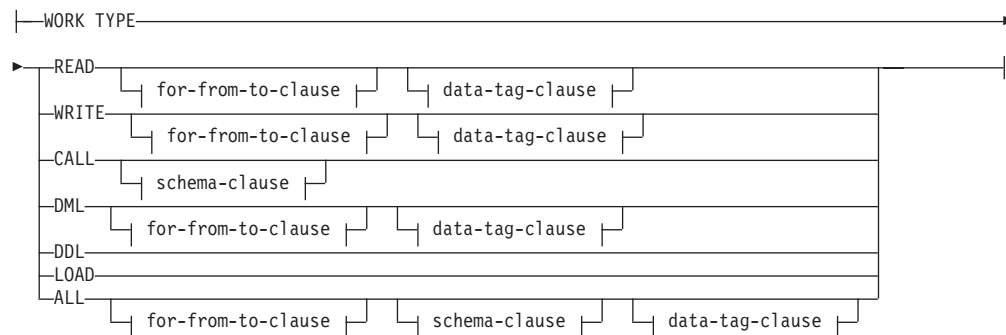 WORK TYPE
READ
for-from-to-clause data-tag-clause
WRITE
for-from-to-clause data-tag-clause
CALL
schema-clause
DML
for-from-to-clause data-tag-clause
DDL
LOAD
ALL
for-from-to-clause schema-clause data-tag-clause